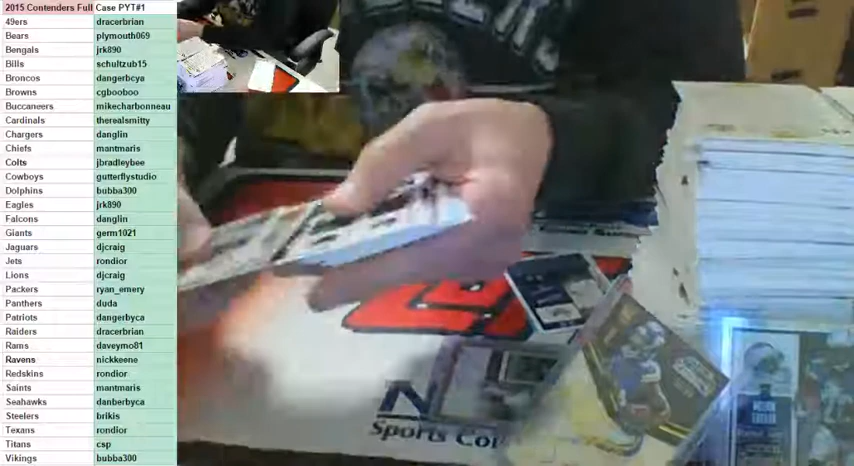 2015 Contenders Full Case PYT#1
49ers dracerbrian
Bears plymouth069
Bengals jrk890
Bills schultzub15
Broncos dangerbcya
Browns cgbooboo
Buccaneers mikecharbonneau
Cardinals therealsmitty
Chargers danglin
Chiefs mantmaris
Colts jbradleybee
Cowboys gutterflystudio
Dolphins bubba300
Eagles jrk890
Falcons danglin
Giants germ1021
Jaguars djcraig
Jets rondior
Lions djcraig
Packers ryan_emery
Panthers duda
Patriots dangerbyca
Raiders dracerbrian
Rams daveymo81
Ravens nickkeene
Redskins rondior
Saints mantmaris
Seahawks danberbyca
Steelers brikis
Texans rondior
Titans csp
Vikings bubba300
Sports